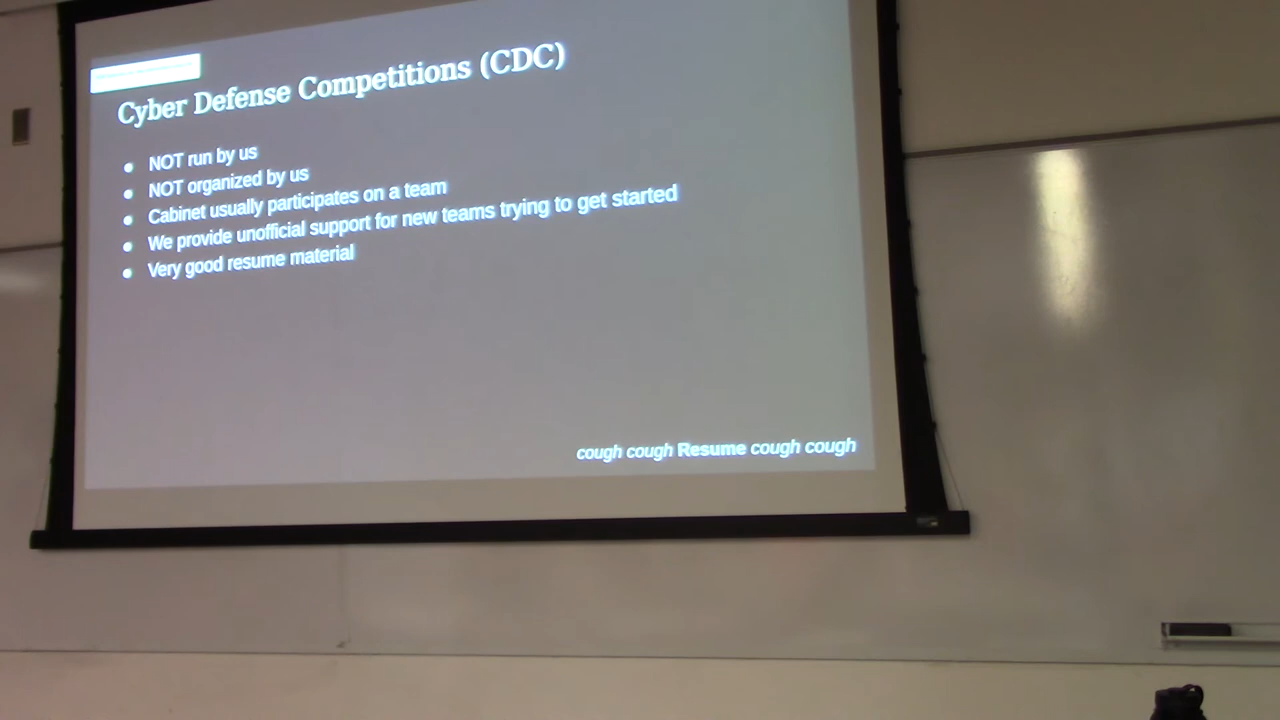 Cyber Defense Competitions (CDC)
NOT run by us
NOT organized by us
Cabinet usually participates on a team
We provide unofficial support for new teams trying to get started
Very good resume material
cough cough Resume cough cough